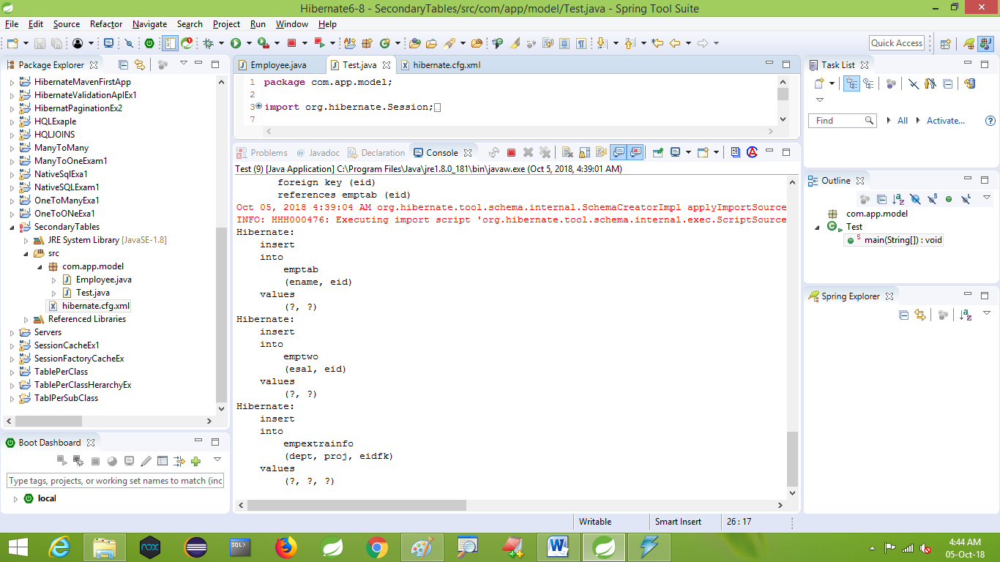 Hibernate6-8 - SecondaryTables/src/com/app/model/Test.java - Spring Tool Suite
File Edit Source Refactor Navigate Search Project Run Window Help
Quick Access
Package Explorer
HibernateMavenFirstApp
HibernateValidationApIEx1
HibernatPaginationEx2
HQLExaple
HQLJOINS
ManyToMany
ManyToOneExam1
NativeSqlExa1
NativeSQLExam1
OneToManyExa1
OneToONeExa1
SecondaryTables
JRE System Library [JavaSE-1.8]
src
com.app.model
Employee.java
Test.java
hibernate.cfg.xml
Referenced Libraries
Servers
SessionCacheEx1
SessionFactoryCacheEx
TablePerClass
TablePerClassHerarchyEx
TablPerSubClass
Boot Dashboard
Type tags, projects, or working set names to match (inc
local
Employee.java Test.java hibernate.cfg.xml
1 package com.app.model;
2
3 import org.hibernate.Session;
7
Problems @ Javadoc Declaration Console
Test (9) [Java Application] C:\Program Files\Java\jre1.8.0_181\bin\javaw.exe (Oct 5, 2018, 4:39:01 AM)
foreign key (eid)
references emptab (eid)
Oct 05, 2018 4:39:04 AM org.hibernate.tool.schema.internal.SchemaCreatorImpl applyImportSource
INFO: HHH000476: Executing import script 'org.hibernate.tool.schema.internal.exec.ScriptSource
Hibernate:
insert
into
emptab
(ename, eid)
values
(?, ?)
Hibernate:
insert
into
emptwo
(esal, eid)
values
(?, ?)
Hibernate:
insert
into
empextrainfo
(dept, proj, eidfk)
values
(?, ?, ?)
Task List
Find All Activate...
Outline
com.app.model
Test
main(String[]) : void
Spring Explorer
Writable Smart Insert 26 : 17
nox
SQL>
4:44 AM
05-Oct-18